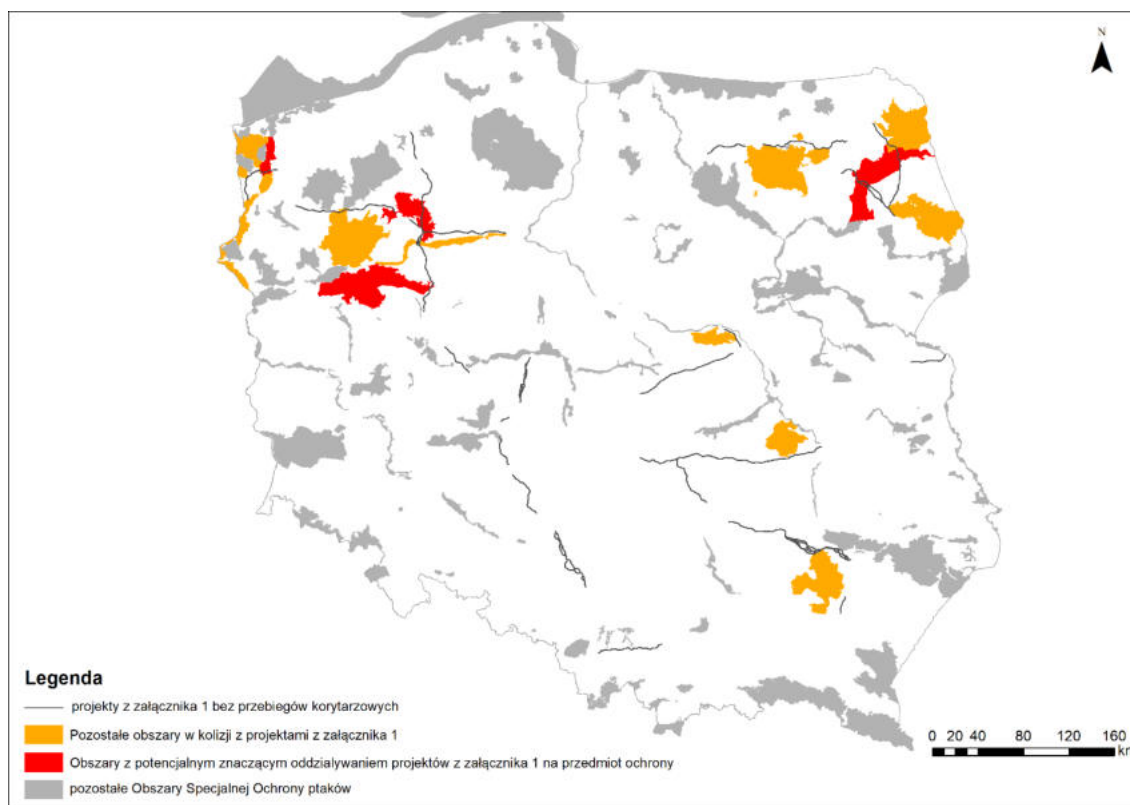 N
Legenda
projekty z załącznika 1 bez przebiegów korytarzowych
Pozostałe obszary w kolizji z projektami z załącznika 1
Obszary z potencjalnym znaczącym oddziaływaniem projektów z załącznika 1 na przedmiot ochrony
pozostałe Obszary Specjalnej Ochrony ptaków
0 20 40 80 120 160
km